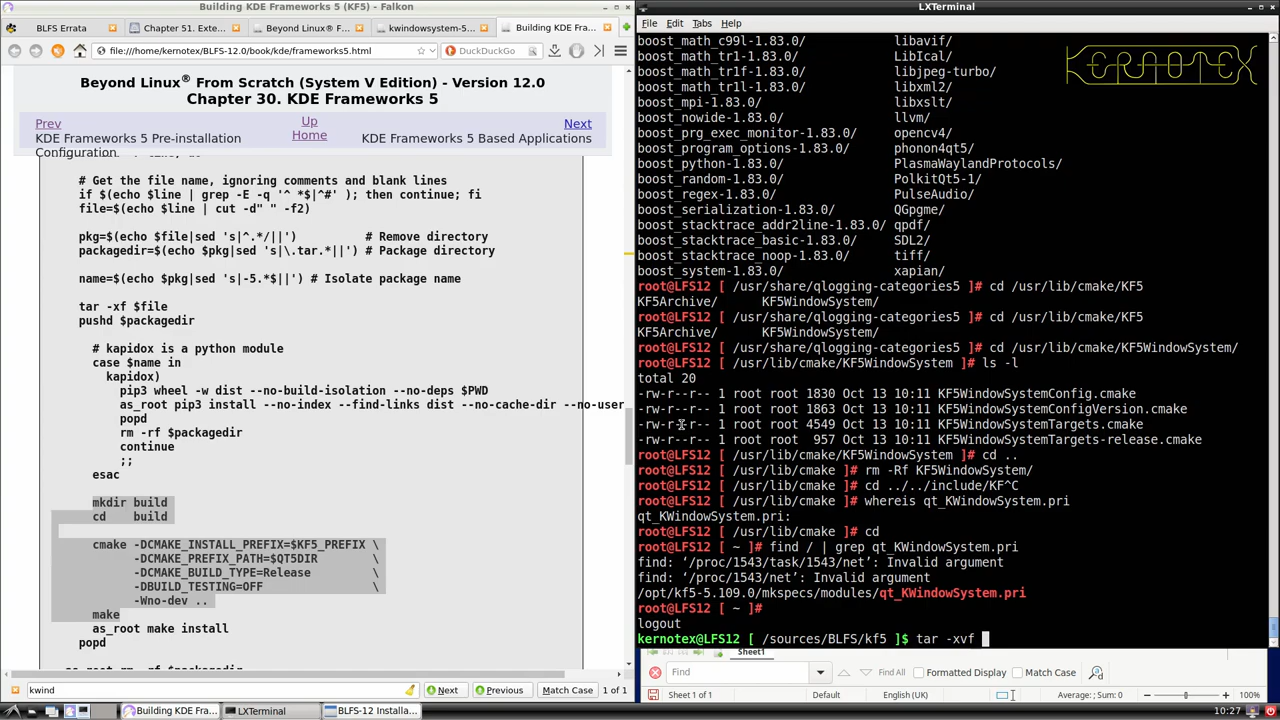 Building KDE Frameworks 5 (KF5) - Falkon
BLFS Errata
Chapter 51. Exte
Beyond Linux® F
kwindowsystem-5
Building KDE Fran
file:///home/kernotex/BLFS-12.0/book/kde/frameworks5.html
DuckDuckGo
Beyond Linux® From Scratch (System V Edition) - Version 12.0
Chapter 30. KDE Frameworks 5
Prev
Up
Next
KDE Frameworks 5 Pre-installation
Home
KDE Frameworks 5 Based Applications
Configuration
# Get the file name, ignoring comments and blank lines
if $(echo $line | grep -E -q '^ *$|^#' ); then continue; fi
file=$(echo $line | cut -d" " -f2)
pkg=$(echo $file|sed 's|^.*/||') # Remove directory
packagedir=$(echo $pkg|sed 's|\.tar.*||') # Package directory
name=$(echo $pkg|sed 's|-5.*$||') # Isolate package name
tar -xf $file
pushd $packagedir
# kapidox is a python module
case $name in
kapidox)
pip3 wheel -w dist --no-build-isolation --no-deps $PWD
as_root pip3 install --no-index --find-links dist --no-cache-dir --no-user
popd
rm -rf $packagedir
continue
;;
esac
mkdir build
cd build
cmake -DCMAKE_INSTALL_PREFIX=$KF5_PREFIX \
-DCMAKE_PREFIX_PATH=$QT5DIR \
-DCMAKE_BUILD_TYPE=Release \
-DBUILD_TESTING=OFF \
-Wno-dev ..
make
as_root make install
popd
kwind
Next
Previous
Match Case
1 of 1
LXTerminal
File Edit Tabs Help
KERNOTEX
boost_math_c99l-1.83.0/ libavif/
boost_math_tr1-1.83.0/ LibIcal/
boost_math_tr1f-1.83.0/ libjpeg-turbo/
boost_math_tr1l-1.83.0/ libxml2/
boost_mpi-1.83.0/ libxslt/
boost_nowide-1.83.0/ llvm/
boost_prg_exec_monitor-1.83.0/ opencv4/
boost_program_options-1.83.0/ phonon4qt5/
boost_python-1.83.0/ PlasmaWaylandProtocols/
boost_random-1.83.0/ PolkitQt5-1/
boost_regex-1.83.0/ PulseAudio/
boost_serialization-1.83.0/ QGpgme/
boost_stacktrace_addr2line-1.83.0/ qpdf/
boost_stacktrace_basic-1.83.0/ SDL2/
boost_stacktrace_noop-1.83.0/ tiff/
boost_system-1.83.0/ xapian/
root@LFS12 [ /usr/share/qlogging-categories5 ]# cd /usr/lib/cmake/KF5
KF5Archive/ KF5WindowSystem/
root@LFS12 [ /usr/share/qlogging-categories5 ]# cd /usr/lib/cmake/KF5
KF5Archive/ KF5WindowSystem/
root@LFS12 [ /usr/share/qlogging-categories5 ]# cd /usr/lib/cmake/KF5WindowSystem/
root@LFS12 [ /usr/lib/cmake/KF5WindowSystem ]# ls -l
total 20
-rw-r--r-- 1 root root 1830 Oct 13 10:11 KF5WindowSystemConfig.cmake
-rw-r--r-- 1 root root 1863 Oct 13 10:11 KF5WindowSystemConfigVersion.cmake
-rw-r--r-- 1 root root 4549 Oct 13 10:11 KF5WindowSystemTargets.cmake
-rw-r--r-- 1 root root 957 Oct 13 10:11 KF5WindowSystemTargets-release.cmake
root@LFS12 [ /usr/lib/cmake/KF5WindowSystem ]# cd ..
root@LFS12 [ /usr/lib/cmake ]# rm -Rf KF5WindowSystem/
root@LFS12 [ /usr/lib/cmake ]# cd ../../include/KF^C
root@LFS12 [ /usr/lib/cmake ]# whereis qt_KWindowSystem.pri
qt_KWindowSystem.pri:
root@LFS12 [ /usr/lib/cmake ]# cd
root@LFS12 [ ~ ]# find / | grep qt_KWindowSystem.pri
find: ‘/proc/1543/task/1543/net’: Invalid argument
find: ‘/proc/1543/net’: Invalid argument
/opt/kf5-5.109.0/mkspecs/modules/qt_KWindowSystem.pri
root@LFS12 [ ~ ]#
logout
kernotex@LFS12 [ /sources/BLFS/kf5 ]$ tar -xvf
Sheet1
Find
Find All
Formatted Display
Match Case
Sheet 1 of 1
Default
English (UK)
Average: ; Sum: 0
100%
Building KDE Framew
LXTerminal
BLFS-12.0 Installa
10:27